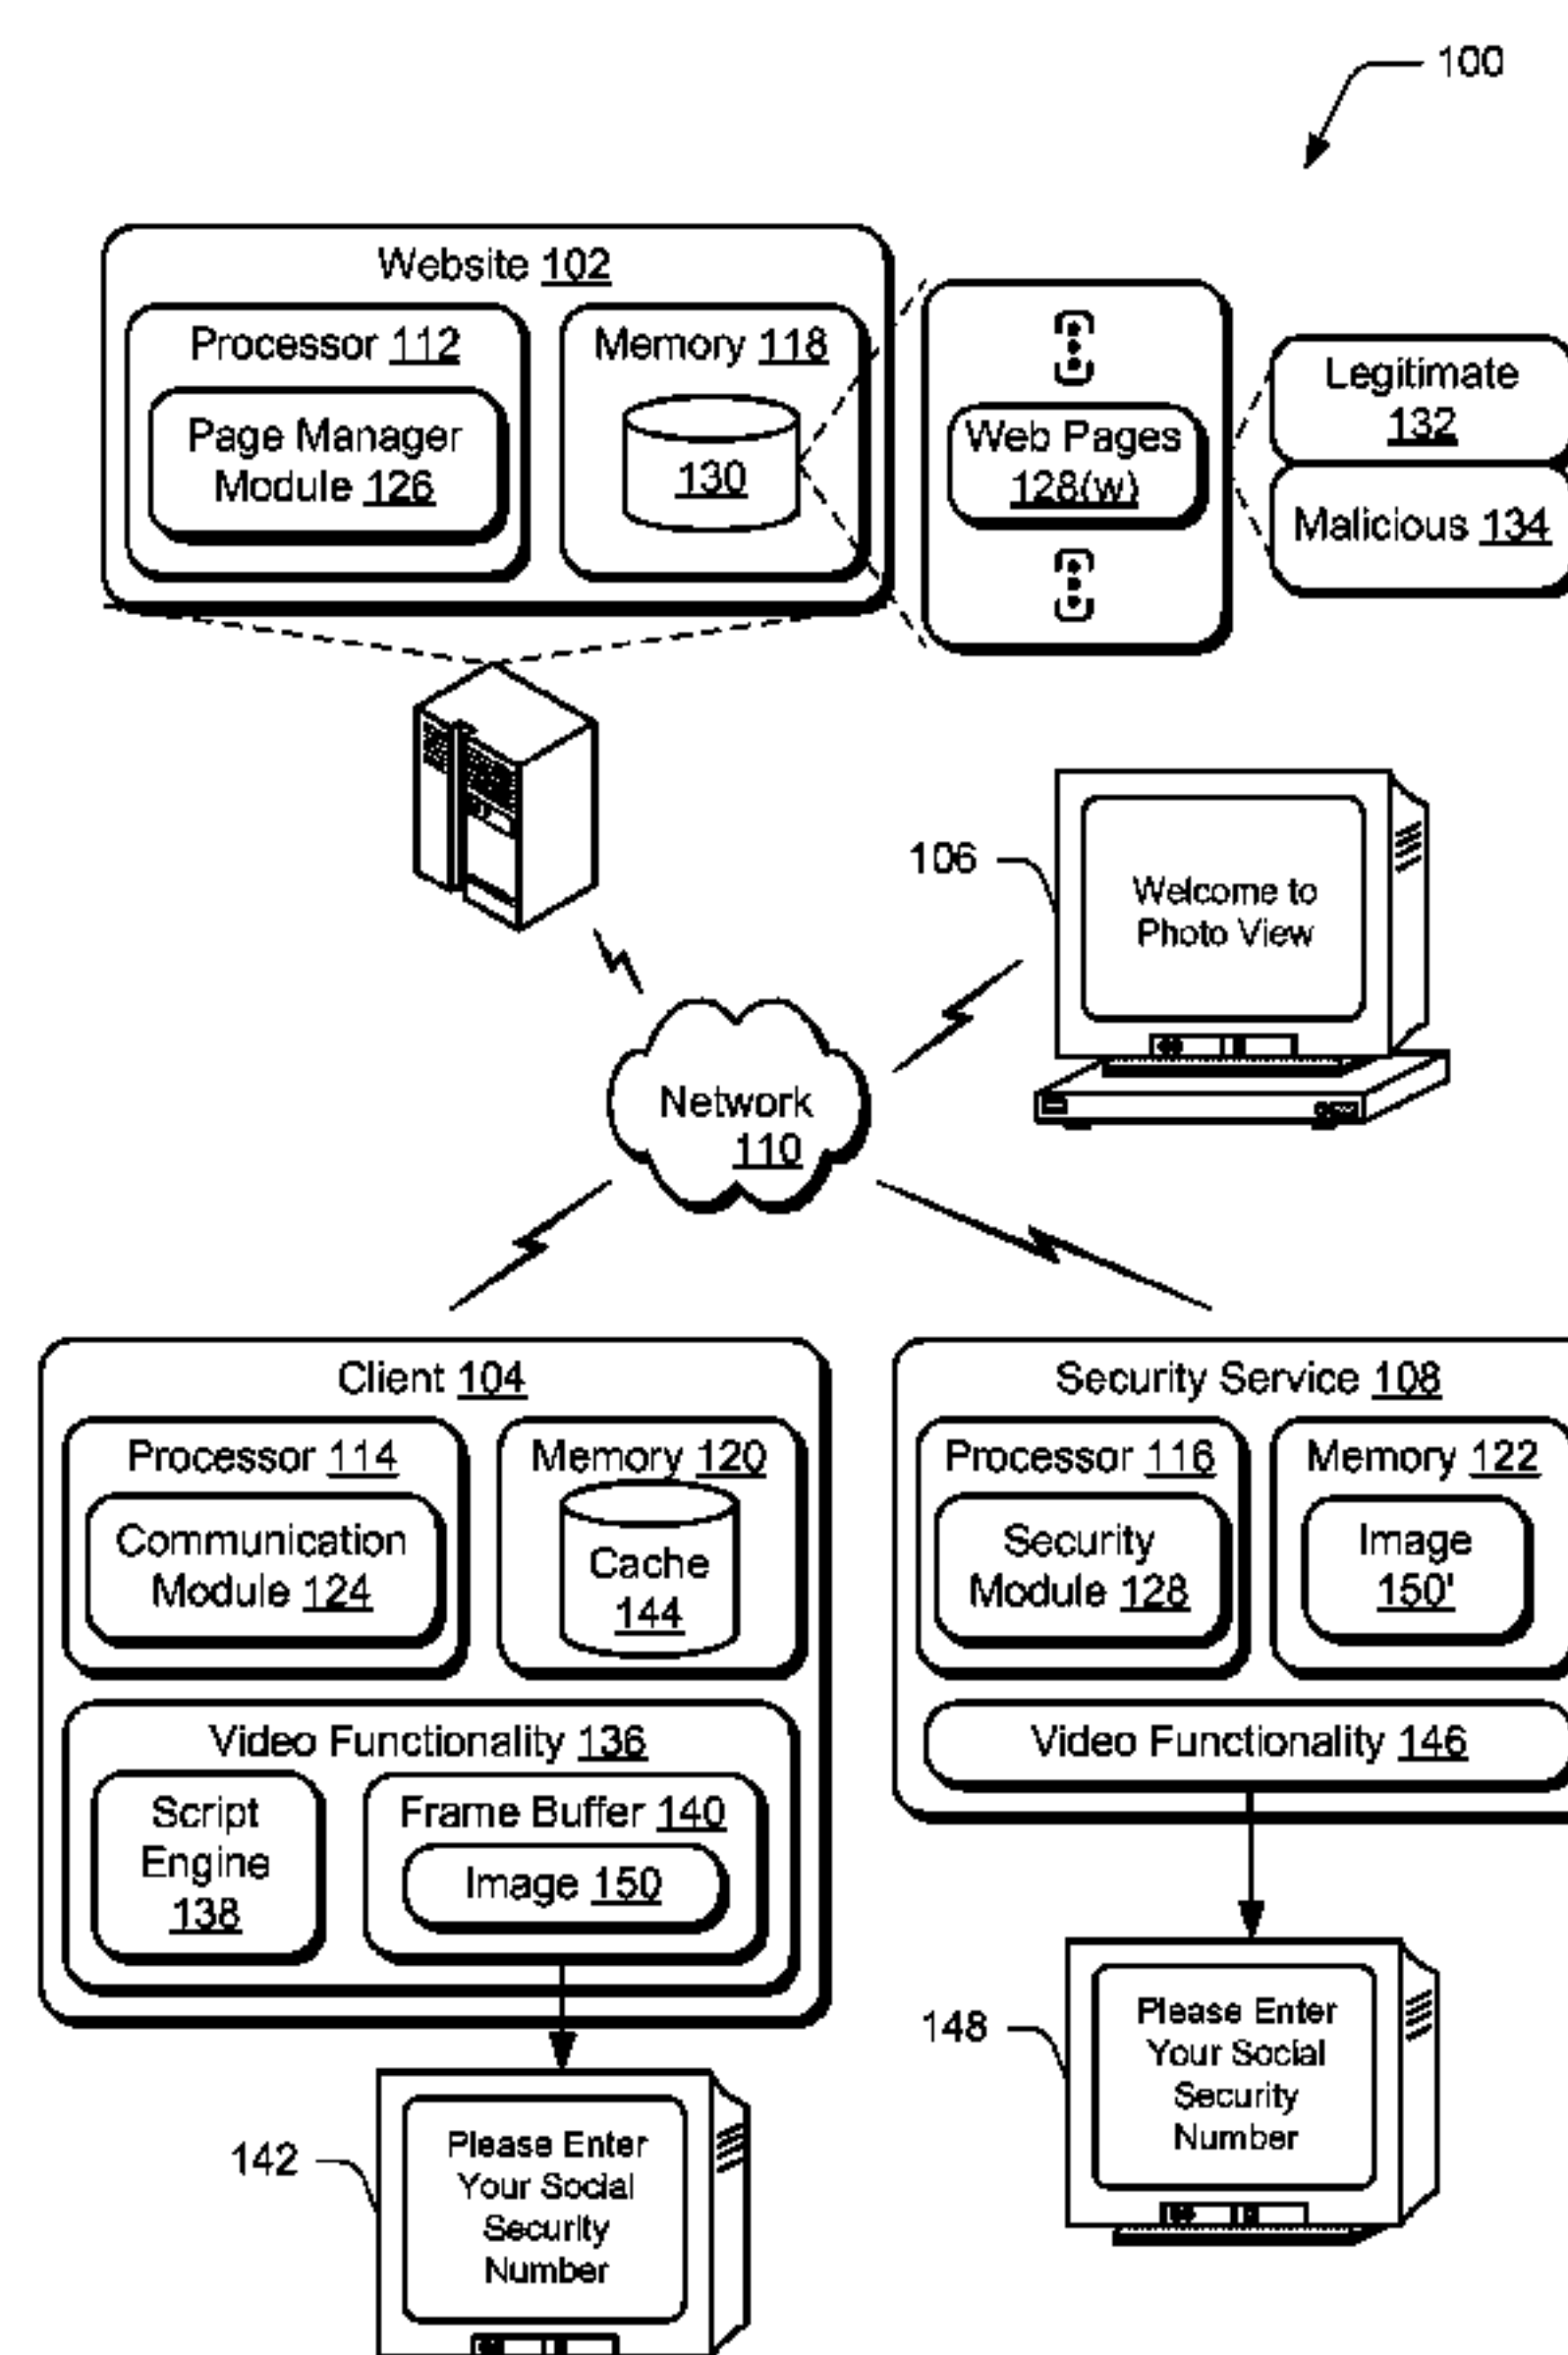 100
Website 102
Processor 112
Page Manager
Module 126
Memory 118
130
Web Pages
128(w)
Legitimate
132
Malicious 134
106
Welcome to
Photo View
Network
110
Client 104
Processor 114
Communication
Module 124
Memory 120
Cache
144
Video Functionality 136
Script
Engine
138
Frame Buffer 140
Image 150
142
Please Enter
Your Social
Security
Number
Security Service 108
Processor 116
Security
Module 128
Memory 122
Image
150'
Video Functionality 146
148
Please Enter
Your Social
Security
Number